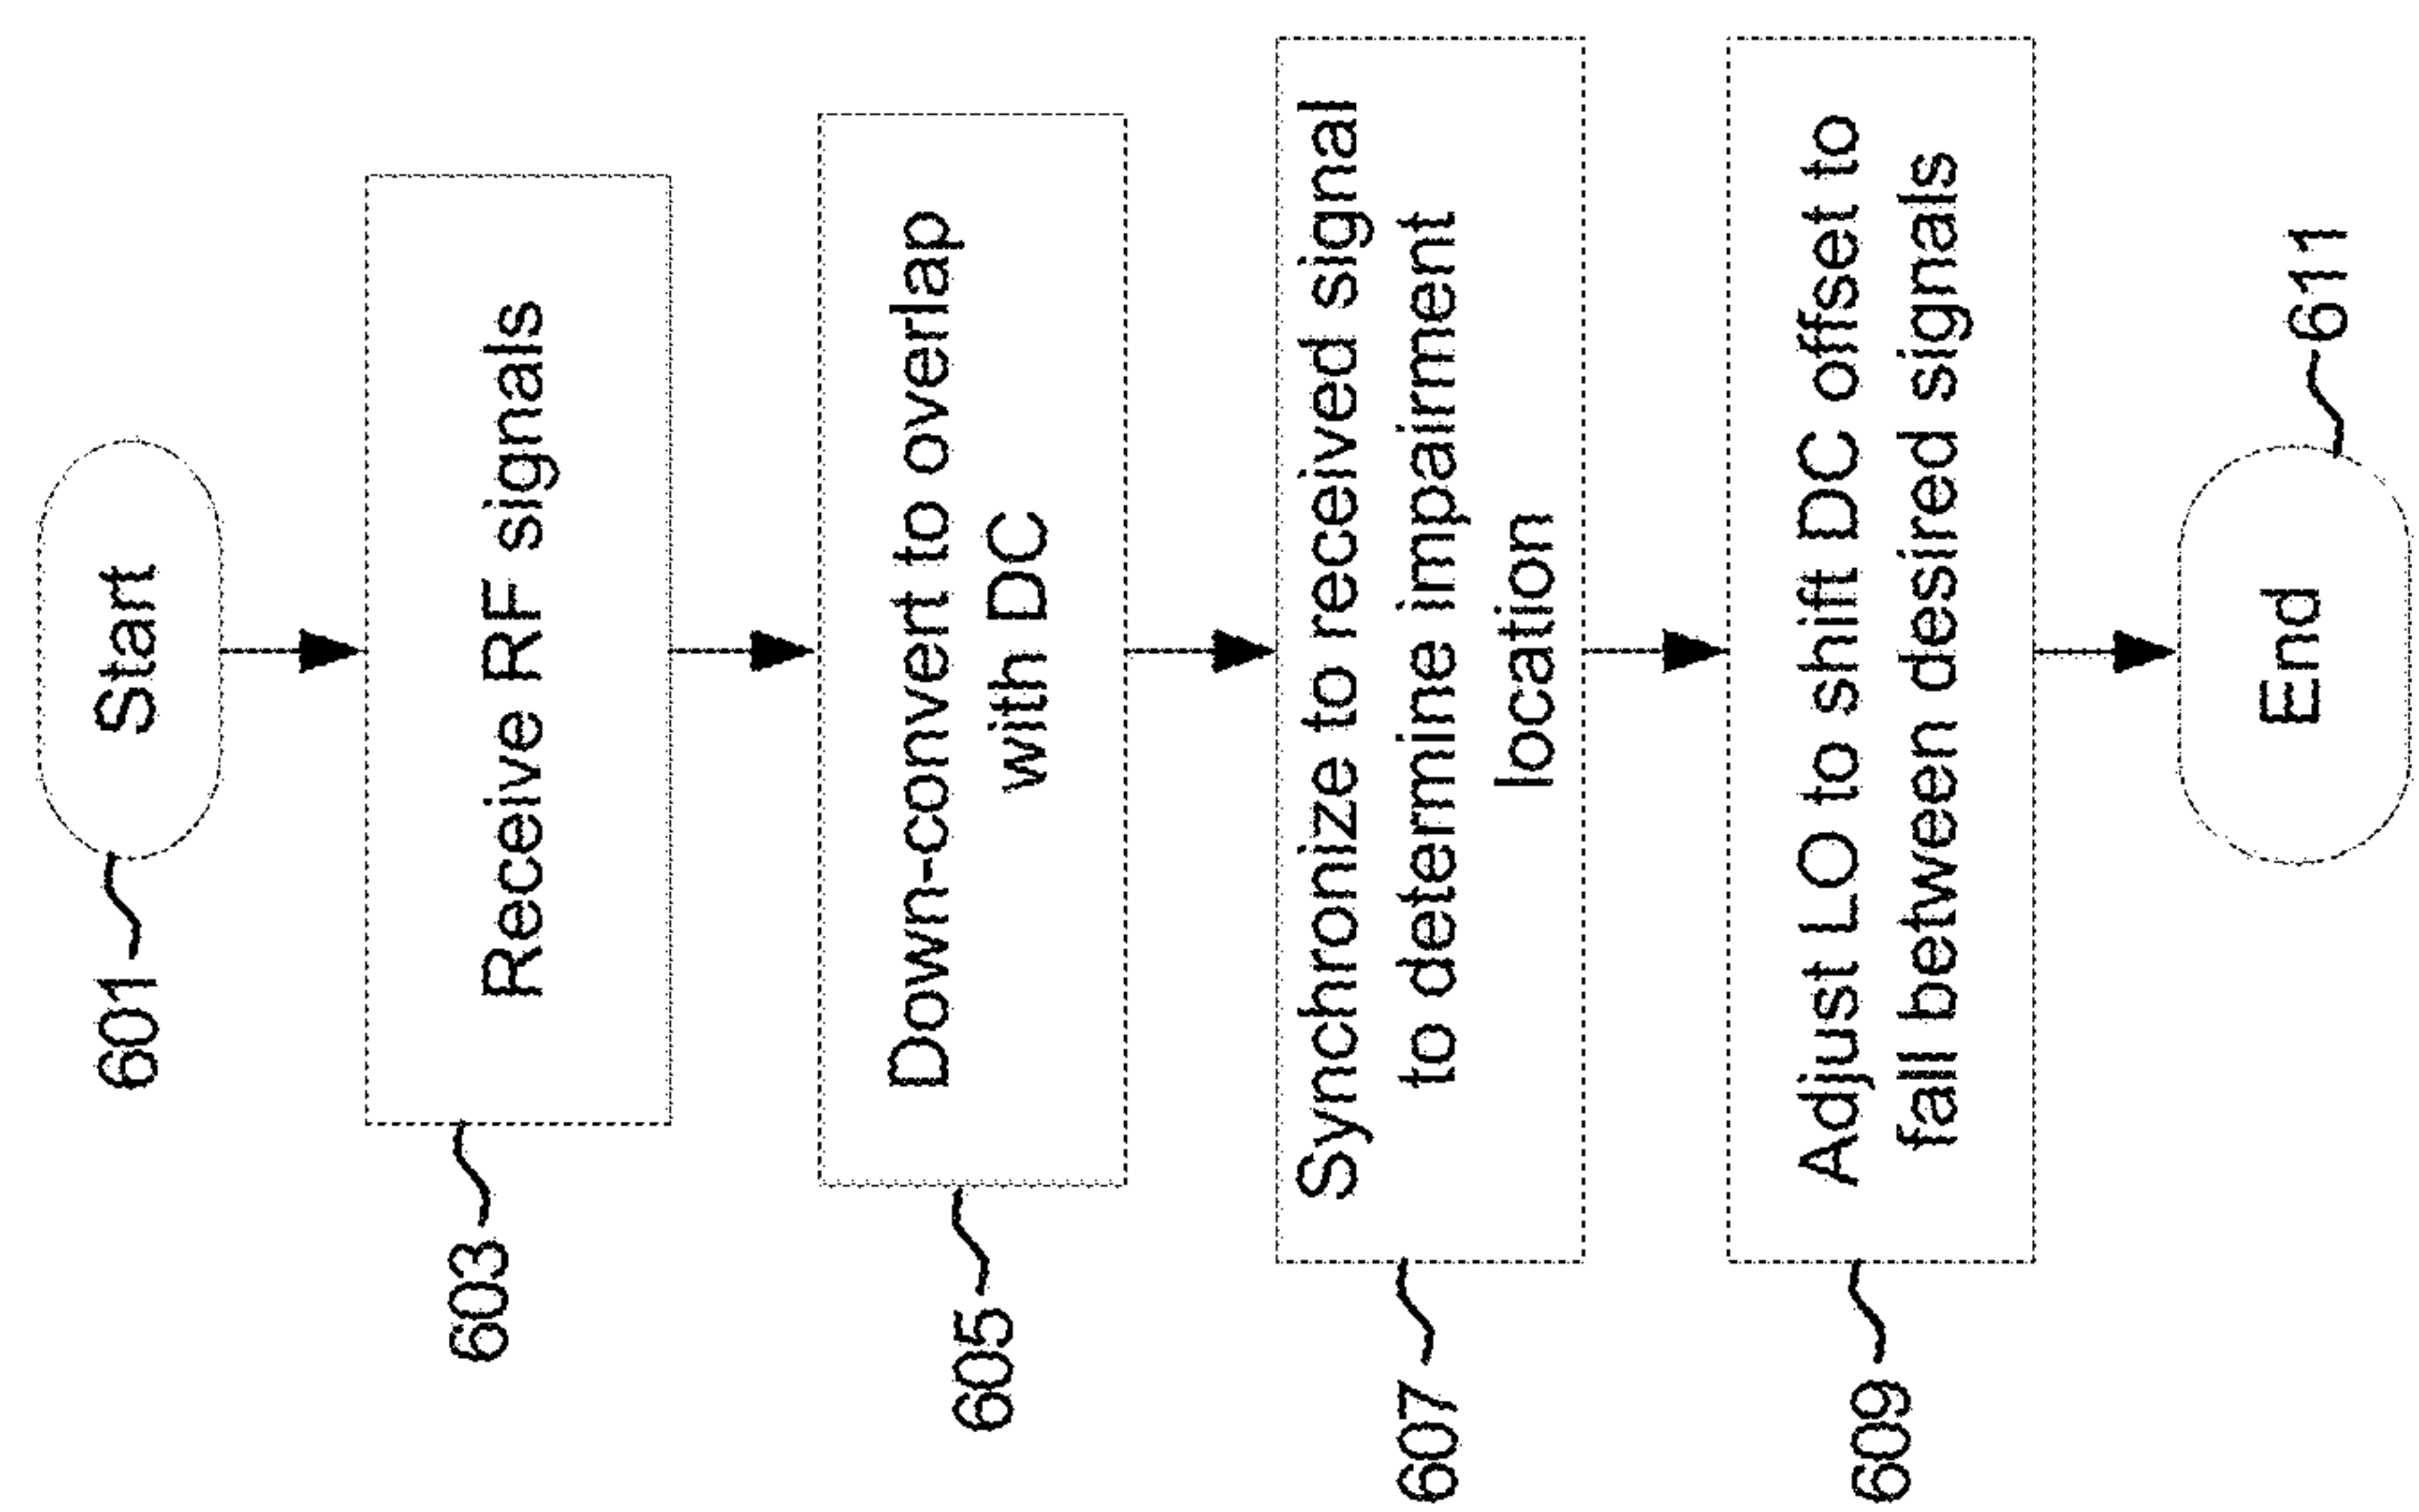 601
Start
603
Receive RF signals
605
Down-convert to overlap
with DC
607
Synchronize to received signal
to determine impairment
location
609
Adjust LO to shift DC offset to
fall between desired signals
End
611